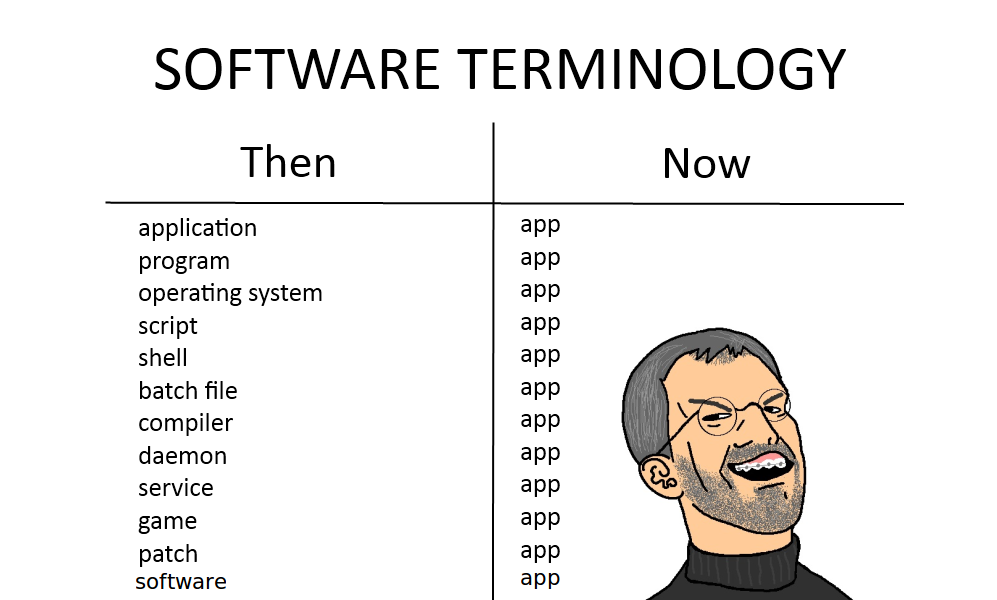 SOFTWARE TERMINOLOGY
Then Now
application app
program app
operating system app
script app
shell app
batch file app
compiler app
daemon app
service app
game app
patch app
software app